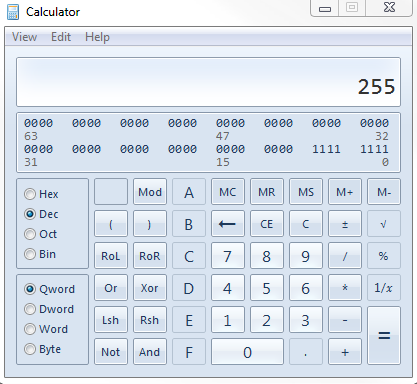 Calculator
View Edit Help
255
0000 0000 0000 0000 0000 0000 0000 0000
63 47 32
0000 0000 0000 0000 0000 0000 1111 1111
31 15 0
Hex Mod A MC MR MS M+ M-
Dec ( ) B ← CE C ± √
Oct
Bin RoL RoR C 7 8 9 / %
Qword Or Xor D 4 5 6 * 1/x
Dword
Word Lsh Rsh E 1 2 3 - =
Byte Not And F 0 . +